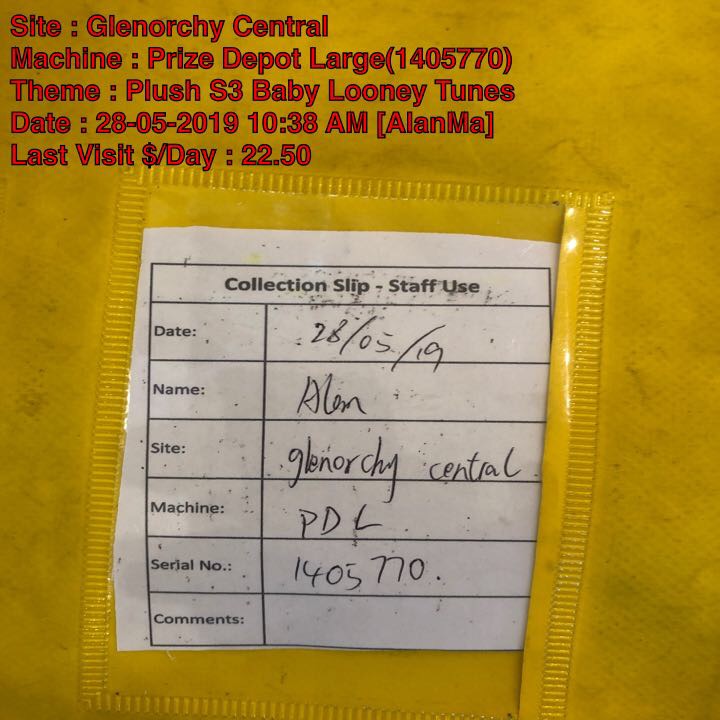 Site : Glenorchy Central
Machine : Prize Depot Large(1405770)
Theme : Plush S3 Baby Looney Tunes
Date : 28-05-2019 10:38 AM [AlanMa]
Last Visit $/Day : 22.50
Collection Slip - Staff Use
Date: 28/05/19
Name: Alan
Site: glenorchy central
Machine: PDL
Serial No.: 1405770.
Comments: